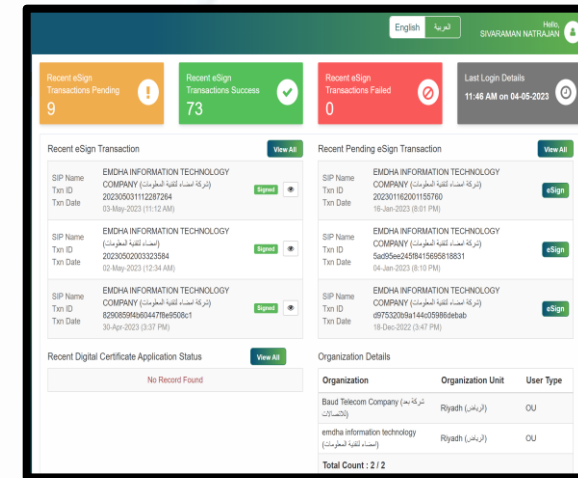 English العربية
Hello,
SIVARAMAN NATRAJAN
Recent eSign
Transactions Pending
9
Recent eSign
Transactions Success
73
Recent eSign
Transactions Failed
0
Last Login Details
11:46 AM on 04-05-2023
Recent eSign Transaction View All
SIP Name EMDHA INFORMATION TECHNOLOGY
COMPANY (شركة امضاء لتقنية المعلومات)
Txn ID 202305031112287264
Txn Date 03-May-2023 (11:12 AM)
Signed
SIP Name EMDHA INFORMATION TECHNOLOGY
(امضاء لتقنية المعلومات)
Txn ID 20230502003323584
Txn Date 02-May-2023 (12:34 AM)
Signed
SIP Name EMDHA INFORMATION TECHNOLOGY
COMPANY (شركة امضاء لتقنية المعلومات)
Txn ID 8290859f4b60447f8e9508c1
Txn Date 30-Apr-2023 (3:37 PM)
Signed
Recent Digital Certificate Application Status View All
No Record Found
Recent Pending eSign Transaction View All
SIP Name EMDHA INFORMATION TECHNOLOGY
COMPANY (شركة امضاء لتقنية المعلومات)
Txn ID 202301162001155760
Txn Date 16-Jan-2023 (8:01 PM)
eSign
SIP Name EMDHA INFORMATION TECHNOLOGY
COMPANY (شركة امضاء لتقنية المعلومات)
Txn ID 5ad95ee245f8415695818831
Txn Date 04-Jan-2023 (8:10 PM)
eSign
SIP Name EMDHA INFORMATION TECHNOLOGY
COMPANY (شركة امضاء لتقنية المعلومات)
Txn ID d975320b9a144c05986debab
Txn Date 18-Dec-2022 (3:47 PM)
eSign
Organization Details
Organization Organization Unit User Type
Baud Telecom Company (شركة بعد
للاتصالات) Riyadh (الرياض) OU
emdha information technology
(امضاء لتقنية المعلومات) Riyadh (الرياض) OU
Total Count : 2 / 2